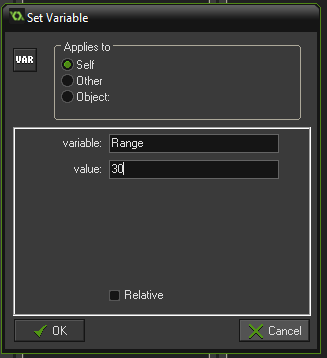 Set Variable
VAR
Applies to
Self
Other
Object:
variable: Range
value: 30
Relative
OK
Cancel